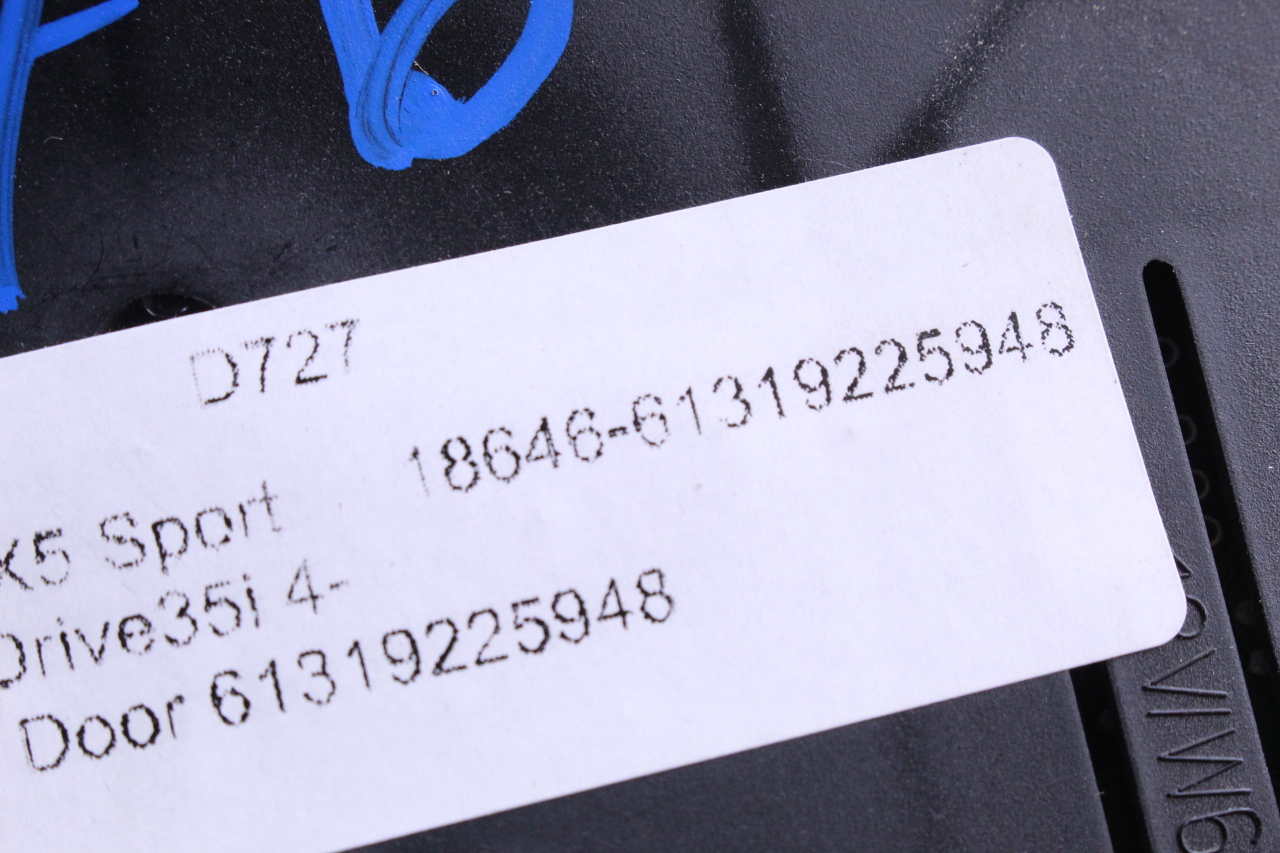 D727
18646-61319225948
X5 Sport
Drive35i 4-
Door 61319225948